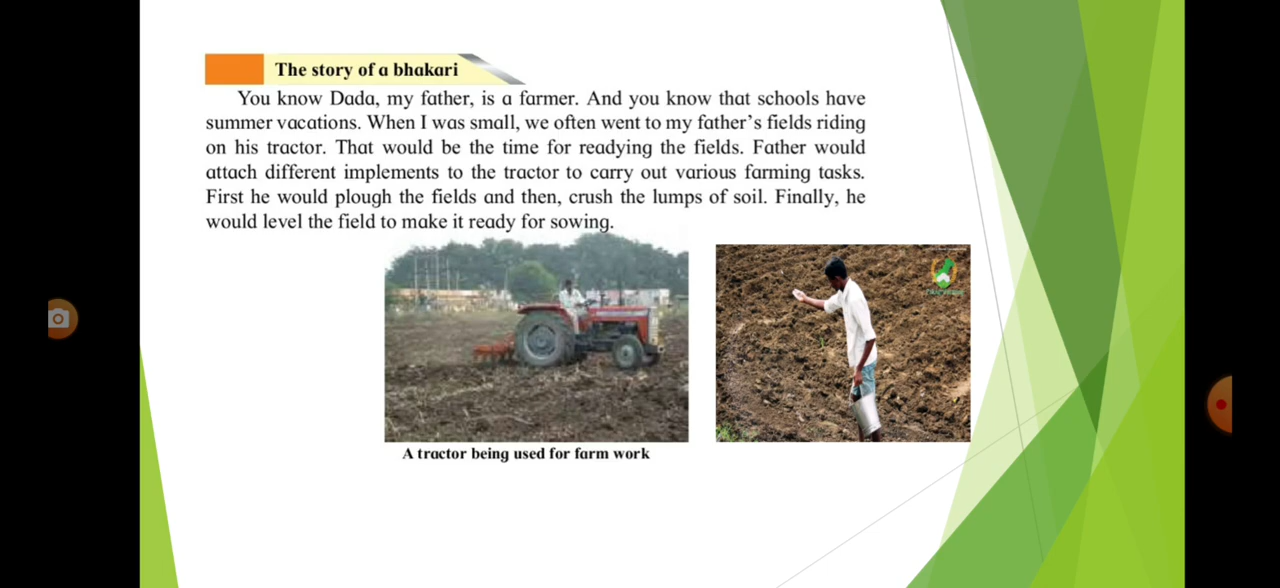 The story of a bhakari
You know Dada, my father, is a farmer. And you know that schools have
summer vacations. When I was small, we often went to my father's fields riding
on his tractor. That would be the time for readying the fields. Father would
attach different implements to the tractor to carry out various farming tasks.
First he would plough the fields and then, crush the lumps of soil. Finally, he
would level the field to make it ready for sowing.
A tractor being used for farm work